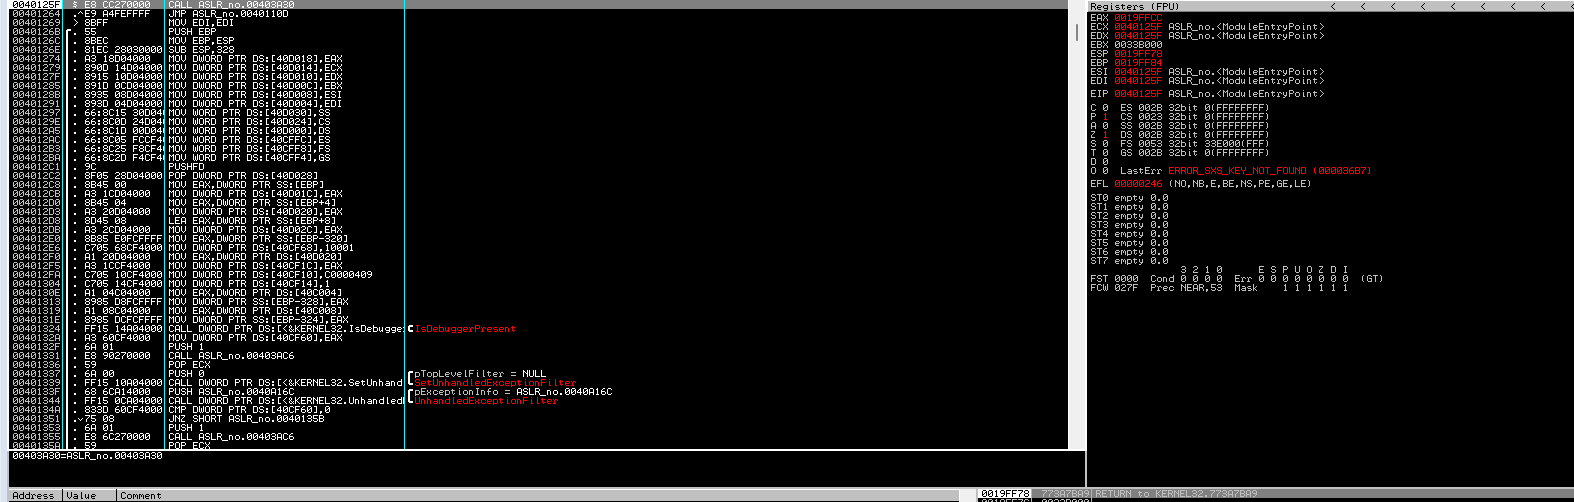 0040125F $ E8 CC270000 CALL ASLR_no.00403A30
00401264 .^E9 A4FEFFFF JMP ASLR_no.0040110D
00401269 > 8BFF MOV EDI,EDI
0040126B . 55 PUSH EBP
0040126C . 8BEC MOV EBP,ESP
0040126E . 81EC 28030000 SUB ESP,328
00401274 . A3 18D04000 MOV DWORD PTR DS:[40D018],EAX
00401279 . 890D 14D04000 MOV DWORD PTR DS:[40D014],ECX
0040127F . 8915 10D04000 MOV DWORD PTR DS:[40D010],EDX
00401285 . 891D 0CD04000 MOV DWORD PTR DS:[40D00C],EBX
0040128B . 8935 08D04000 MOV DWORD PTR DS:[40D008],ESI
00401291 . 893D 04D04000 MOV DWORD PTR DS:[40D004],EDI
00401297 . 66:8C15 30D04 MOV WORD PTR DS:[40D030],SS
0040129E . 66:8C0D 24D04 MOV WORD PTR DS:[40D024],CS
004012A5 . 66:8C1D 00D04 MOV WORD PTR DS:[40D000],DS
004012AC . 66:8C05 FCCF4 MOV WORD PTR DS:[40CFFC],ES
004012B3 . 66:8C25 F8CF4 MOV WORD PTR DS:[40CFF8],FS
004012BA . 66:8C2D F4CF4 MOV WORD PTR DS:[40CFF4],GS
004012C1 . 9C PUSHFD
004012C2 . 8F05 28D04000 POP DWORD PTR DS:[40D028]
004012C8 . 8B45 00 MOV EAX,DWORD PTR SS:[EBP]
004012CB . A3 1CD04000 MOV DWORD PTR DS:[40D01C],EAX
004012D0 . 8B45 04 MOV EAX,DWORD PTR SS:[EBP+4]
004012D3 . A3 20D04000 MOV DWORD PTR DS:[40D020],EAX
004012D8 . 8D45 08 LEA EAX,DWORD PTR SS:[EBP+8]
004012DB . A3 2CD04000 MOV DWORD PTR DS:[40D02C],EAX
004012E0 . 8B85 E0FCFFFF MOV EAX,DWORD PTR SS:[EBP-320]
004012E6 . C705 68CF4000 MOV DWORD PTR DS:[40CF68],10001
004012F0 . A1 20D04000 MOV EAX,DWORD PTR DS:[40D020]
004012F5 . A3 1CCF4000 MOV DWORD PTR DS:[40CF1C],EAX
004012FA . C705 10CF4000 MOV DWORD PTR DS:[40CF10],C0000409
00401304 . C705 14CF4000 MOV DWORD PTR DS:[40CF14],1
0040130E . A1 04C04000 MOV EAX,DWORD PTR DS:[40C004]
00401313 . 8985 D8FCFFFF MOV DWORD PTR SS:[EBP-328],EAX
00401319 . A1 08C04000 MOV EAX,DWORD PTR DS:[40C008]
0040131E . 8985 DCFCFFFF MOV DWORD PTR SS:[EBP-324],EAX
00401324 . FF15 14A04000 CALL DWORD PTR DS:[<&KERNEL32.IsDebugge IsDebuggerPresent
0040132A . A3 60CF4000 MOV DWORD PTR DS:[40CF60],EAX
0040132F . 6A 01 PUSH 1
00401331 . E8 90270000 CALL ASLR_no.00403AC6
00401336 . 59 POP ECX
00401337 . 6A 00 PUSH 0 pTopLevelFilter = NULL
00401339 . FF15 10A04000 CALL DWORD PTR DS:[<&KERNEL32.SetUnhand SetUnhandledExceptionFilter
0040133F . 68 6CA14000 PUSH ASLR_no.0040A16C pExceptionInfo = ASLR_no.0040A16C
00401344 . FF15 0CA04000 CALL DWORD PTR DS:[<&KERNEL32.Unhandled UnhandledExceptionFilter
0040134A . 833D 60CF4000 CMP DWORD PTR DS:[40CF60],0
00401351 .v75 08 JNZ SHORT ASLR_no.0040135B
00401353 . 6A 01 PUSH 1
00401355 . E8 6C270000 CALL ASLR_no.00403AC6
0040135A . 59 POP ECX
00403A30=ASLR_no.00403A30
Address Value Comment
Registers (FPU) < < < < < < < < <
EAX 0019FFCC
ECX 0040125F ASLR_no.<ModuleEntryPoint>
EDX 0040125F ASLR_no.<ModuleEntryPoint>
EBX 0033B000
ESP 0019FF78
EBP 0019FF84
ESI 0040125F ASLR_no.<ModuleEntryPoint>
EDI 0040125F ASLR_no.<ModuleEntryPoint>
EIP 0040125F ASLR_no.<ModuleEntryPoint>
C 0 ES 002B 32bit 0(FFFFFFFF)
P 1 CS 0023 32bit 0(FFFFFFFF)
A 0 SS 002B 32bit 0(FFFFFFFF)
Z 1 DS 002B 32bit 0(FFFFFFFF)
S 0 FS 0053 32bit 33E000(FFF)
T 0 GS 002B 32bit 0(FFFFFFFF)
D 0
O 0 LastErr ERROR_SXS_KEY_NOT_FOUND (000036B7)
EFL 00000246 (NO,NB,E,BE,NS,PE,GE,LE)
ST0 empty 0.0
ST1 empty 0.0
ST2 empty 0.0
ST3 empty 0.0
ST4 empty 0.0
ST5 empty 0.0
ST6 empty 0.0
ST7 empty 0.0
3 2 1 0 E S P U O Z D I
FST 0000 Cond 0 0 0 0 Err 0 0 0 0 0 0 0 0 (GT)
FCW 027F Prec NEAR,53 Mask 1 1 1 1 1 1
0019FF78 773A7BA9 RETURN to KERNEL32.773A7BA9